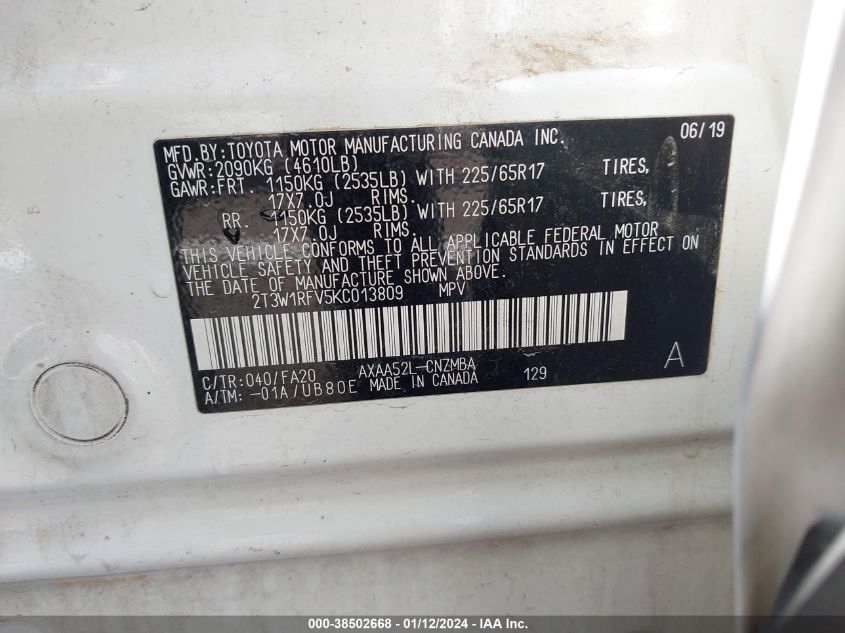 MFD.BY:TOYOTA MOTOR MANUFACTURING CANADA INC. 06/19
GVWR:2090KG (4610LB)
GAWR:FRT. 1150KG (2535LB) WITH 225/65R17 TIRES,
17X7.0J RIMS.
RR. 1150KG (2535LB) WITH 225/65R17 TIRES,
17X7.0J RIMS.
THIS VEHICLE CONFORMS TO ALL APPLICABLE FEDERAL MOTOR
VEHICLE SAFETY AND THEFT PREVENTION STANDARDS IN EFFECT ON
THE DATE OF MANUFACTURE SHOWN ABOVE.
2T3W1RFV5KC013809 MPV
C/TR:040/FA20 AXAA52L-CNZMBA A
A/TM:-01A/UB80E MADE IN CANADA 129
000-38502668 - 01/12/2024 - IAA Inc.